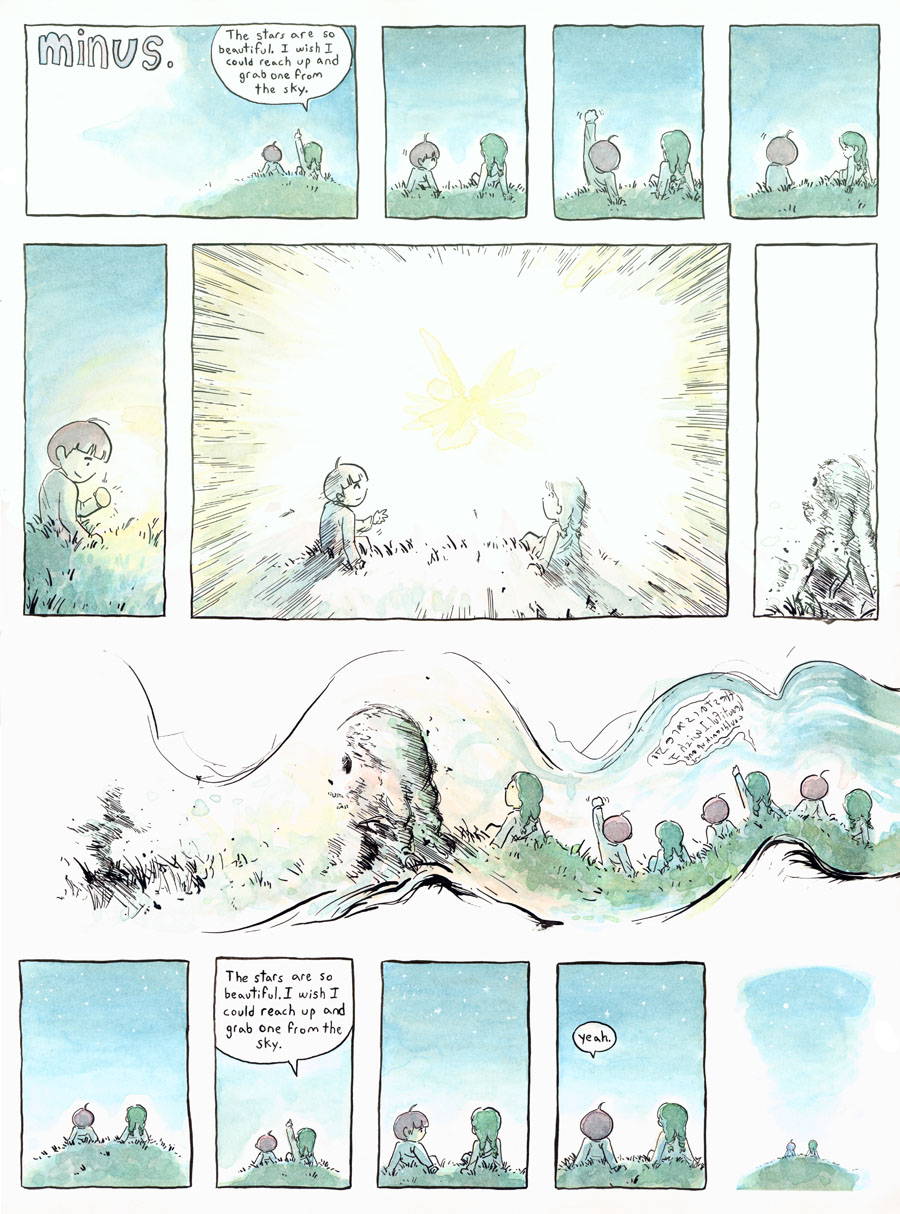 minus.
The stars are so
beautiful. I wish I
could reach up and
grab one from
the sky.
The stars are so
beautiful. I wish I
could reach up and
grab one from the
sky.
yeah.